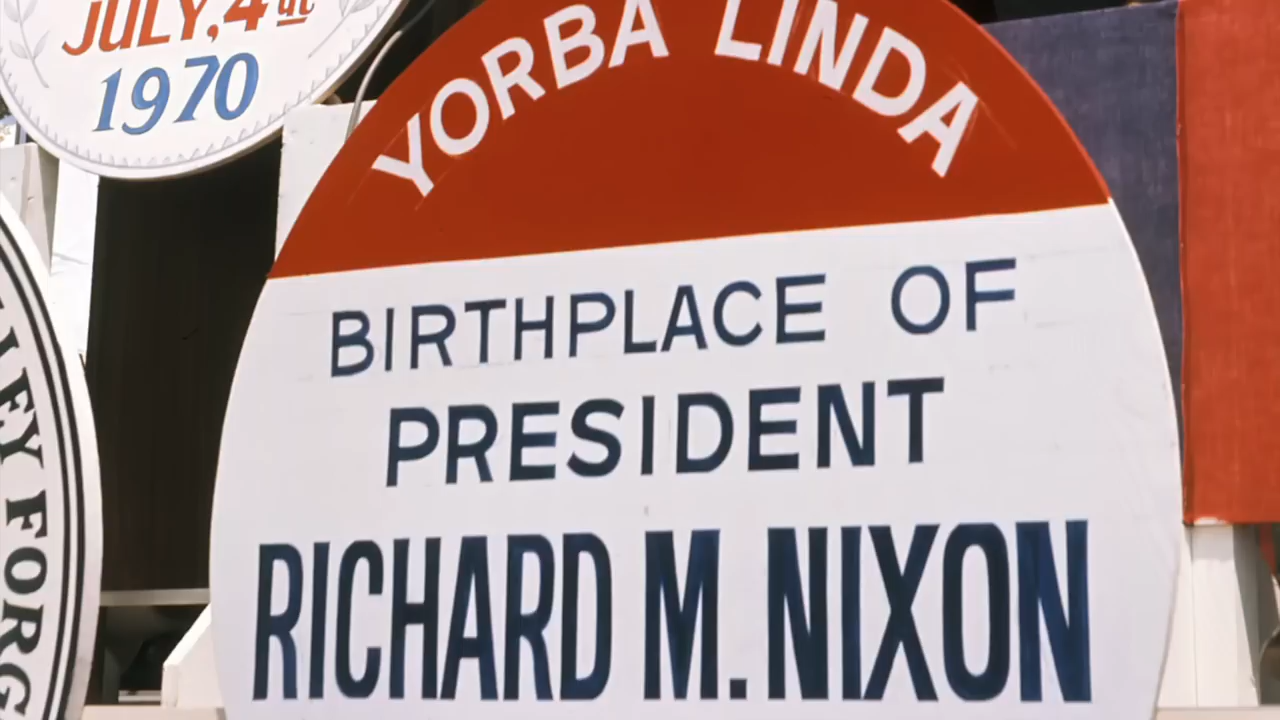 JULY, 4th
1970
YORBA LINDA
BIRTHPLACE OF
PRESIDENT
RICHARD M. NIXON